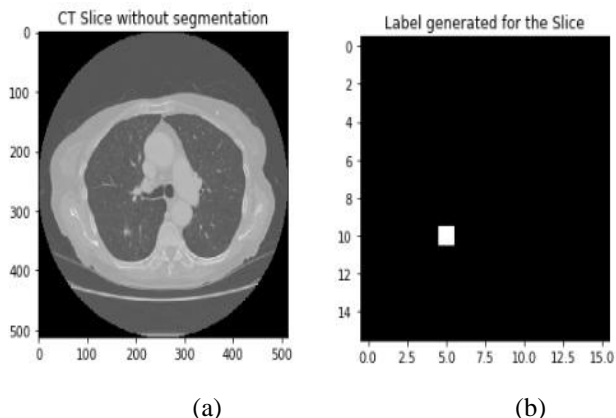 CT Slice without segmentation
0
100
200
300
400
500
0 100 200 300 400 500
(a)
Label generated for the Slice
0
2
4
6
8
10
12
14
0.0 2.5 5.0 7.5 10.0 12.5 15.0
(b)